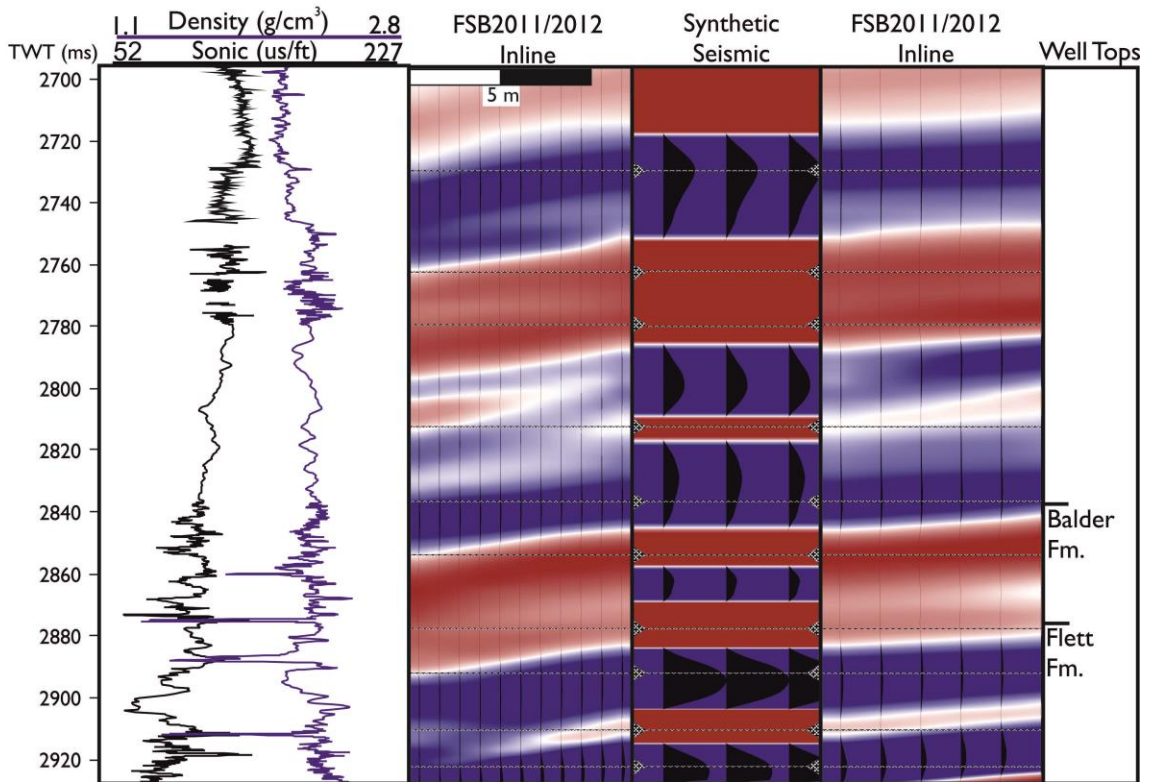 1.1 Density (g/cm³) 2.8
TWT (ms) 52 Sonic (us/ft) 227
FSB2011/2012
Inline
Synthetic
Seismic
FSB2011/2012
Inline
Well Tops
5 m
2700
2720
2740
2760
2780
2800
2820
2840
2860
2880
2900
2920
Balder
Fm.
Flett
Fm.